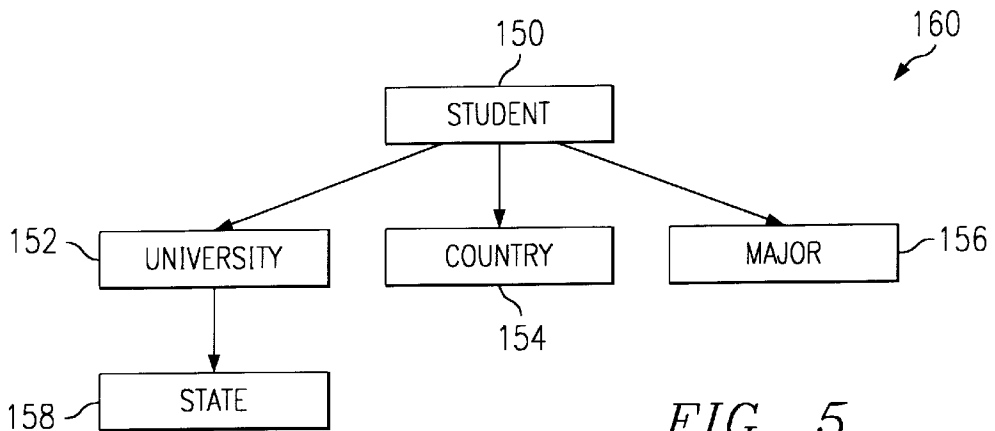 150
160
STUDENT
152
UNIVERSITY
COUNTRY
MAJOR
156
154
158
STATE
FIG. 5